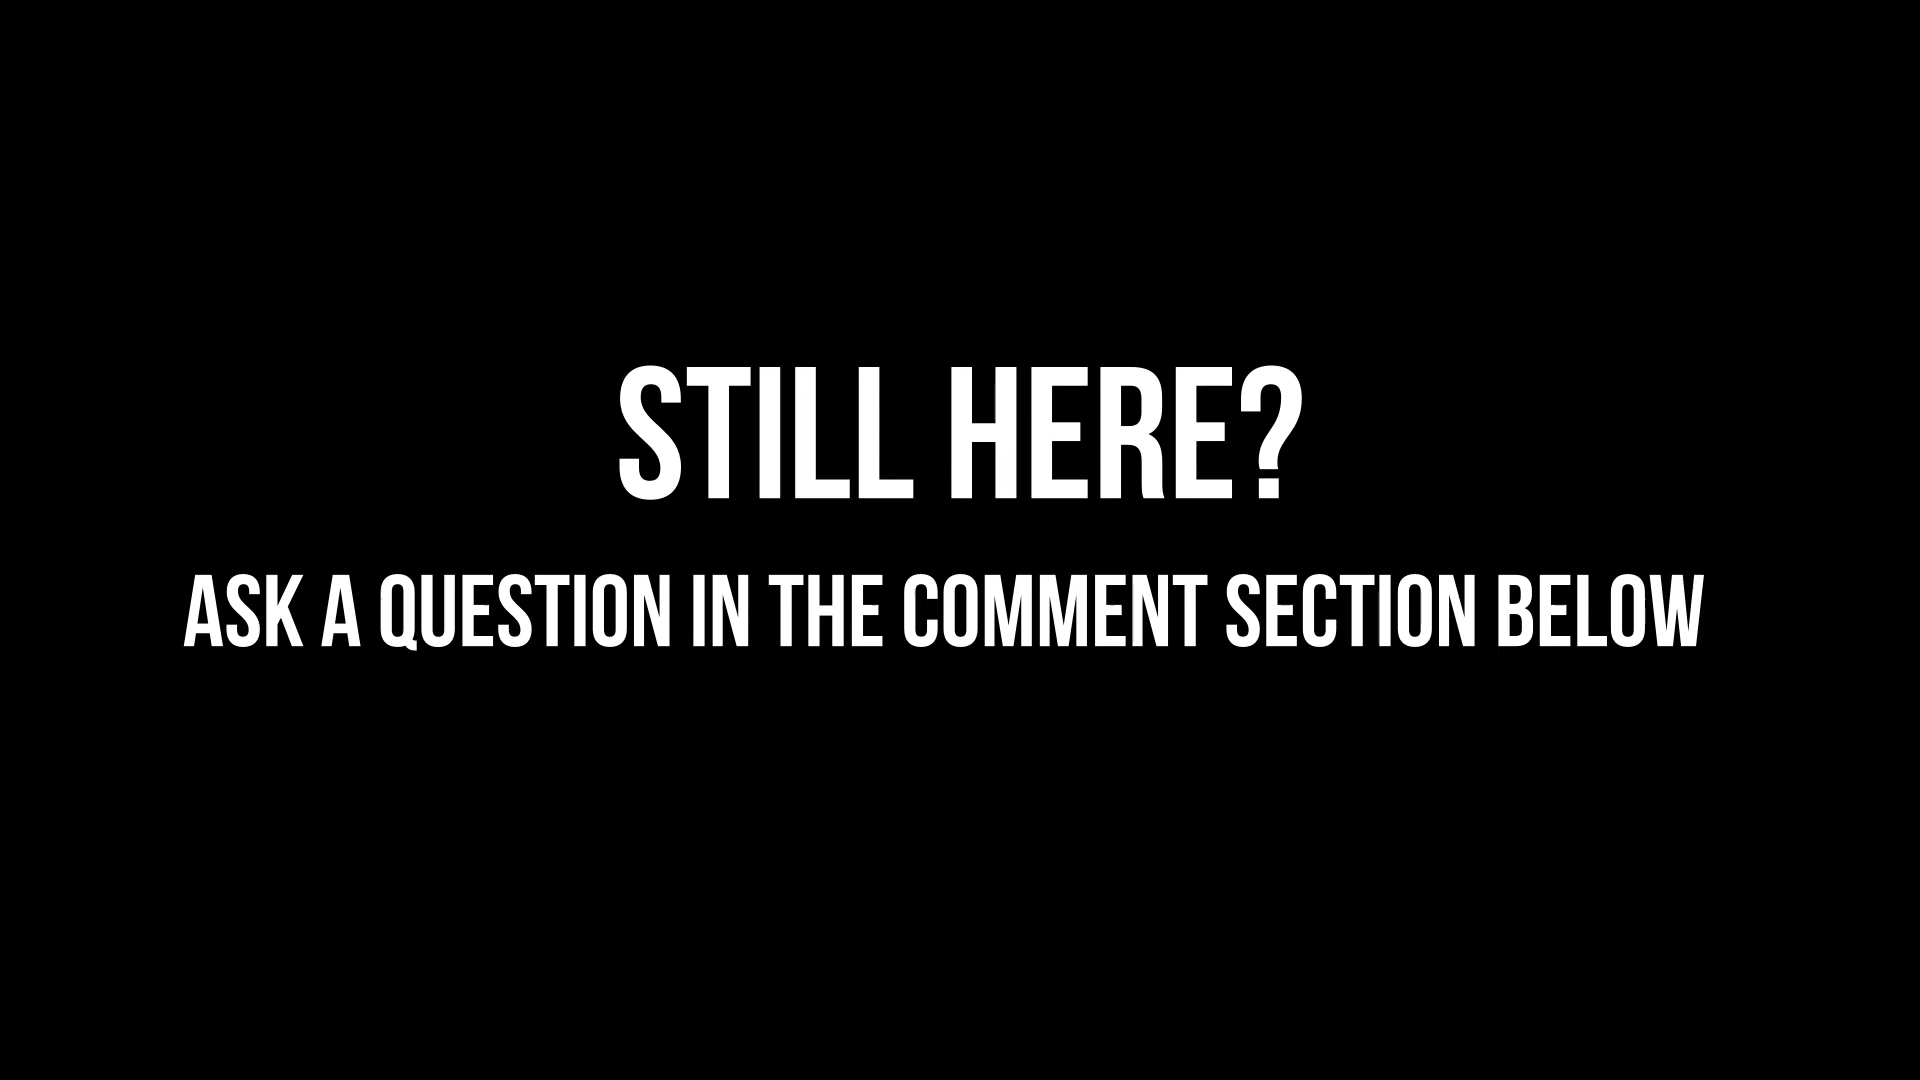 STILL HERE?
ASK A QUESTION IN THE COMMENT SECTION BELOW